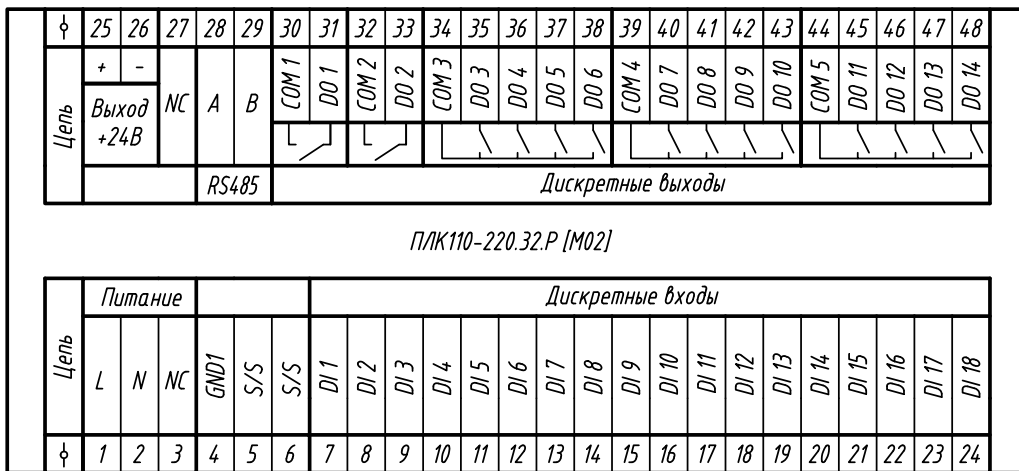 25 26 27 28 29 30 31 32 33 34 35 36 37 38 39 40 41 42 43 44 45 46 47 48
Цепь + - NC A B COM 1 DO 1 COM 2 DO 2 COM 3 DO 3 DO 4 DO 5 DO 6 COM 4 DO 7 DO 8 DO 9 DO 10 COM 5 DO 11 DO 12 DO 13 DO 14
Выход
+24В
RS485 Дискретные выходы
ПЛК110-220.32.Р [М02]
Цепь Питание Дискретные входы
L N NC GND1 S/S S/S DI 1 DI 2 DI 3 DI 4 DI 5 DI 6 DI 7 DI 8 DI 9 DI 10 DI 11 DI 12 DI 13 DI 14 DI 15 DI 16 DI 17 DI 18
1 2 3 4 5 6 7 8 9 10 11 12 13 14 15 16 17 18 19 20 21 22 23 24